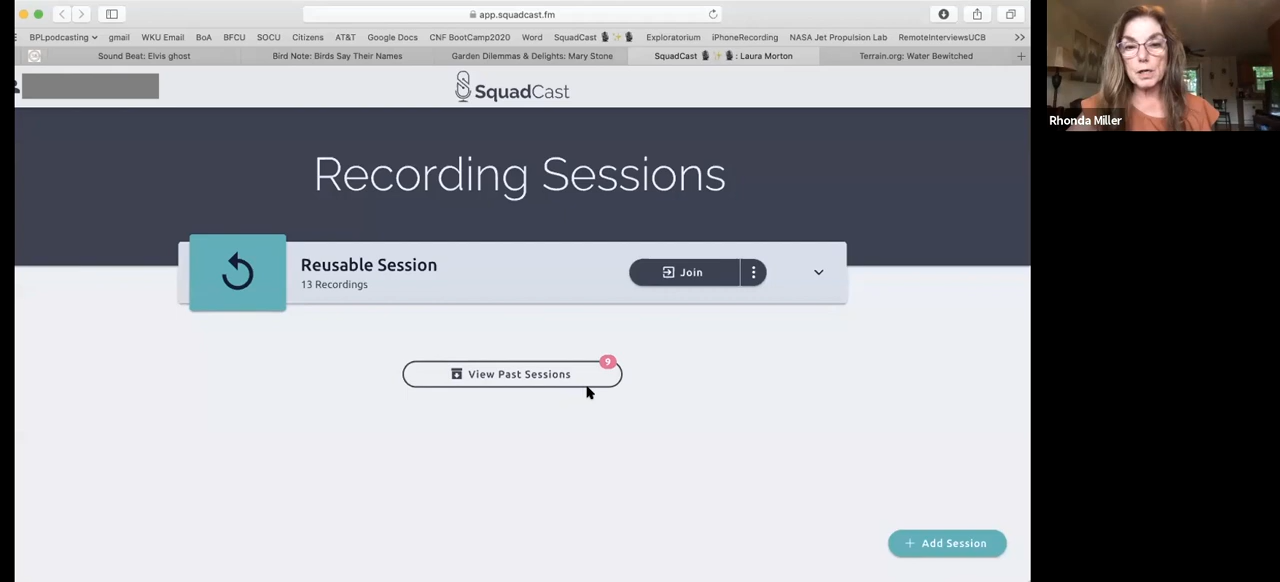 app.squadcast.fm
BPLpodcasting gmail WKU Email BoA BFCU SOCU Citizens AT&T Google Docs CNF BootCamp2020 Word SquadCast Exploratorium iPhoneRecording NASA Jet Propulsion Lab RemoteInterviewsUCB >>
Sound Beat: Elvis ghost Bird Note: Birds Say Their Names Garden Dilemmas & Delights: Mary Stone SquadCast : Laura Morton Terrain.org: Water Bewitched +
SquadCast
Rhonda Miller
Recording Sessions
Reusable Session
13 Recordings
Join
9
View Past Sessions
+ Add Session